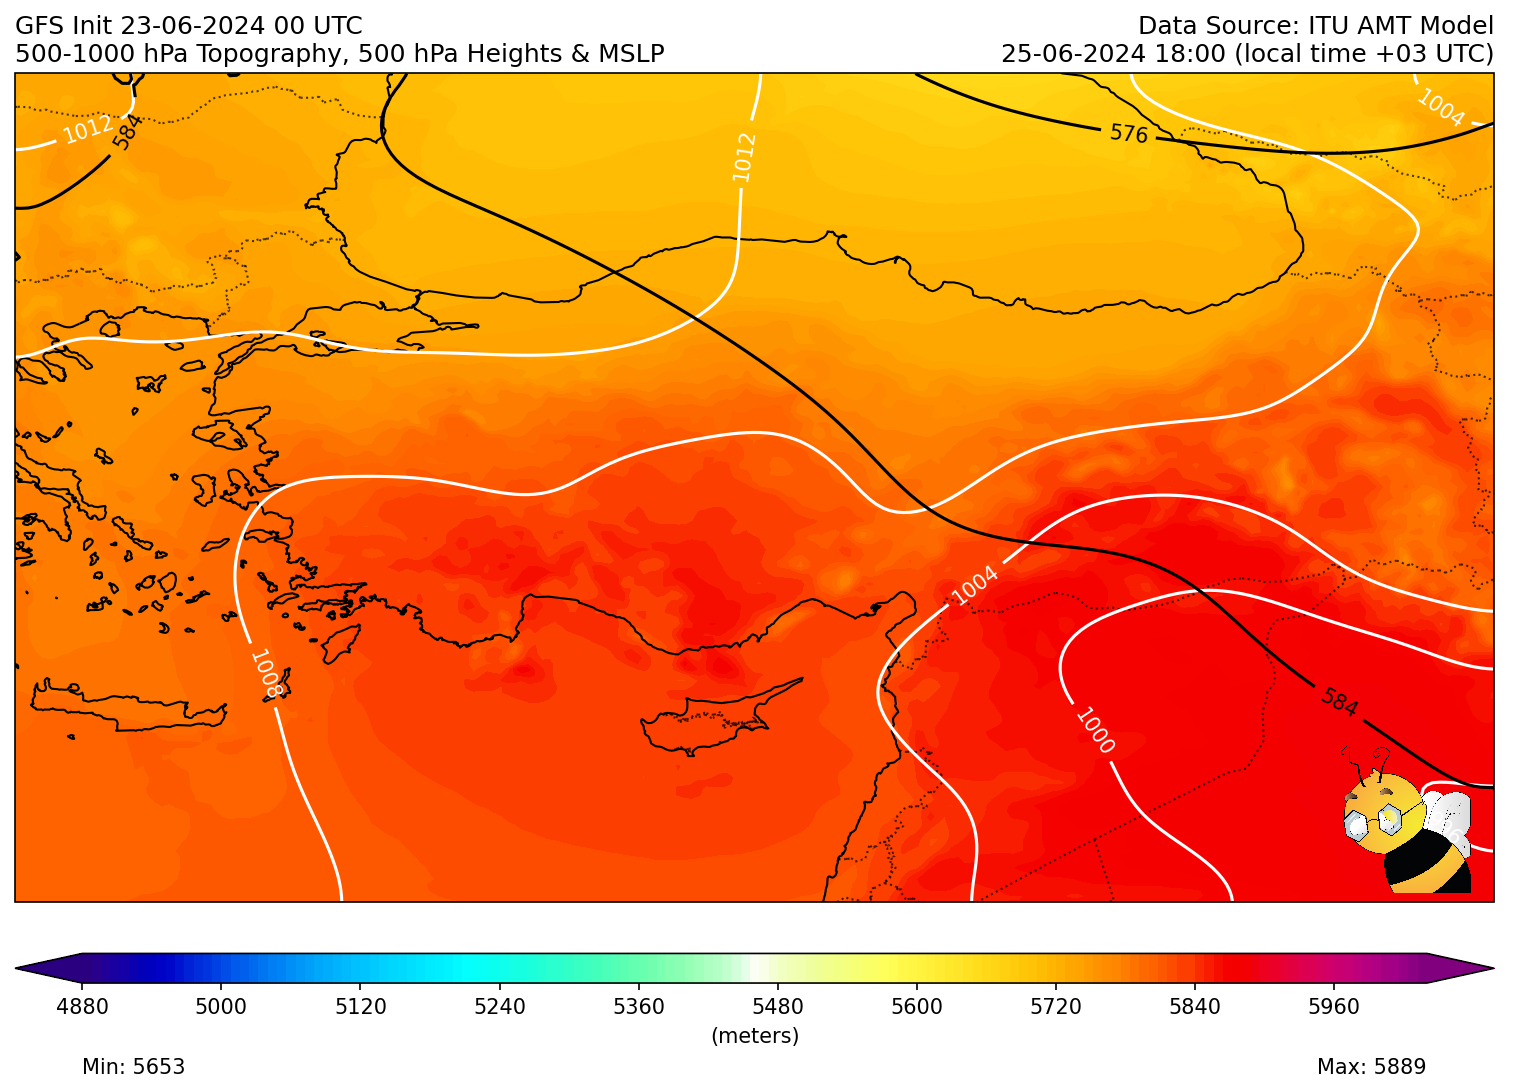 GFS Init 23-06-2024 00 UTC
Data Source: ITU AMT Model
500-1000 hPa Topography, 500 hPa Heights & MSLP
25-06-2024 18:00 (local time +03 UTC)
1012
584
1012
576
1004
1004
1008
1000
584
4880 5000 5120 5240 5360 5480 5600 5720 5840 5960
(meters)
Min: 5653
Max: 5889